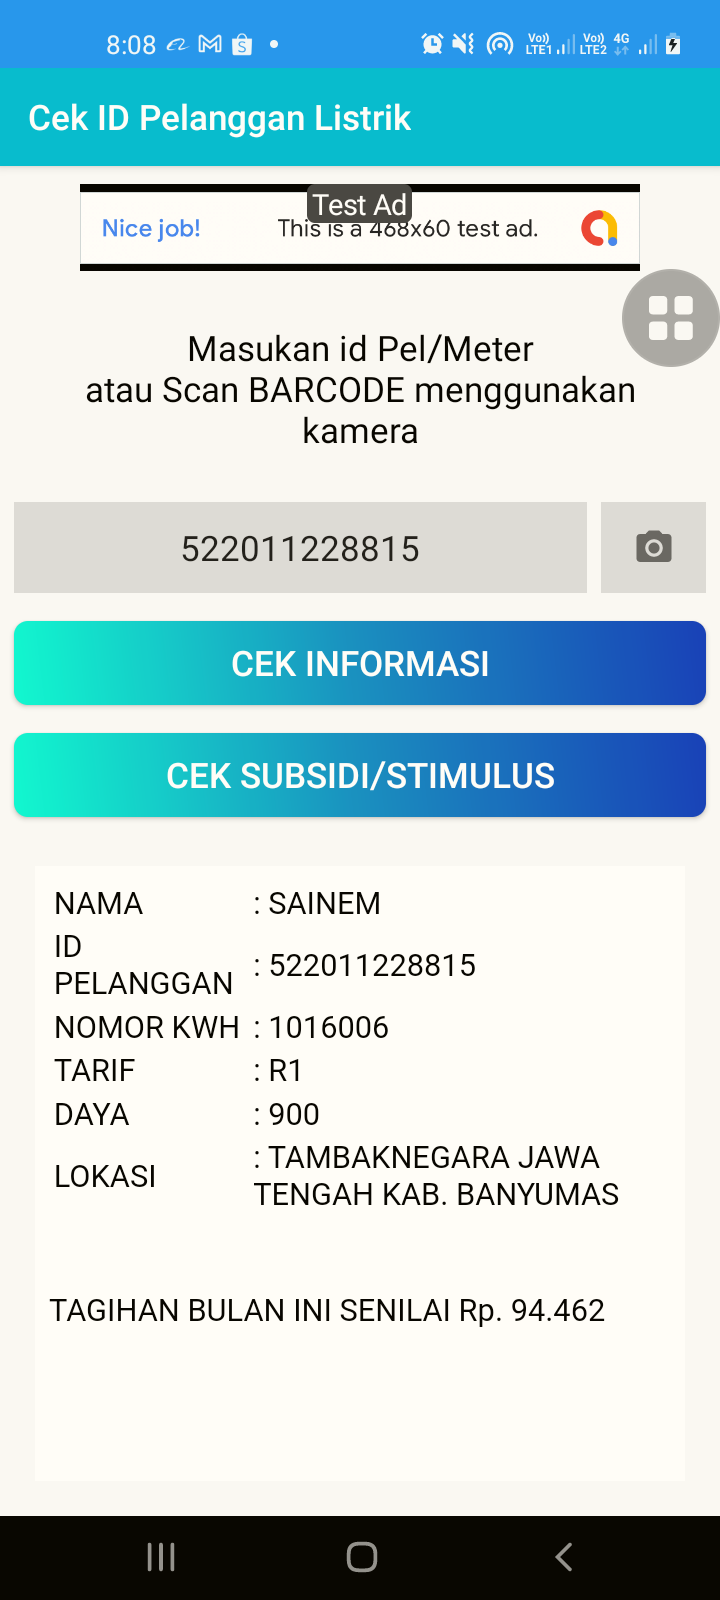 8:08
Vo) LTE1
Vo) LTE2
4G
Cek ID Pelanggan Listrik
Test Ad
Nice job! This is a 468x60 test ad.
Masukan id Pel/Meter
atau Scan BARCODE menggunakan
kamera
522011228815
CEK INFORMASI
CEK SUBSIDI/STIMULUS
NAMA : SAINEM
ID
PELANGGAN : 522011228815
NOMOR KWH : 1016006
TARIF : R1
DAYA : 900
LOKASI : TAMBAKNEGARA JAWA
TENGAH KAB. BANYUMAS
TAGIHAN BULAN INI SENILAI Rp. 94.462